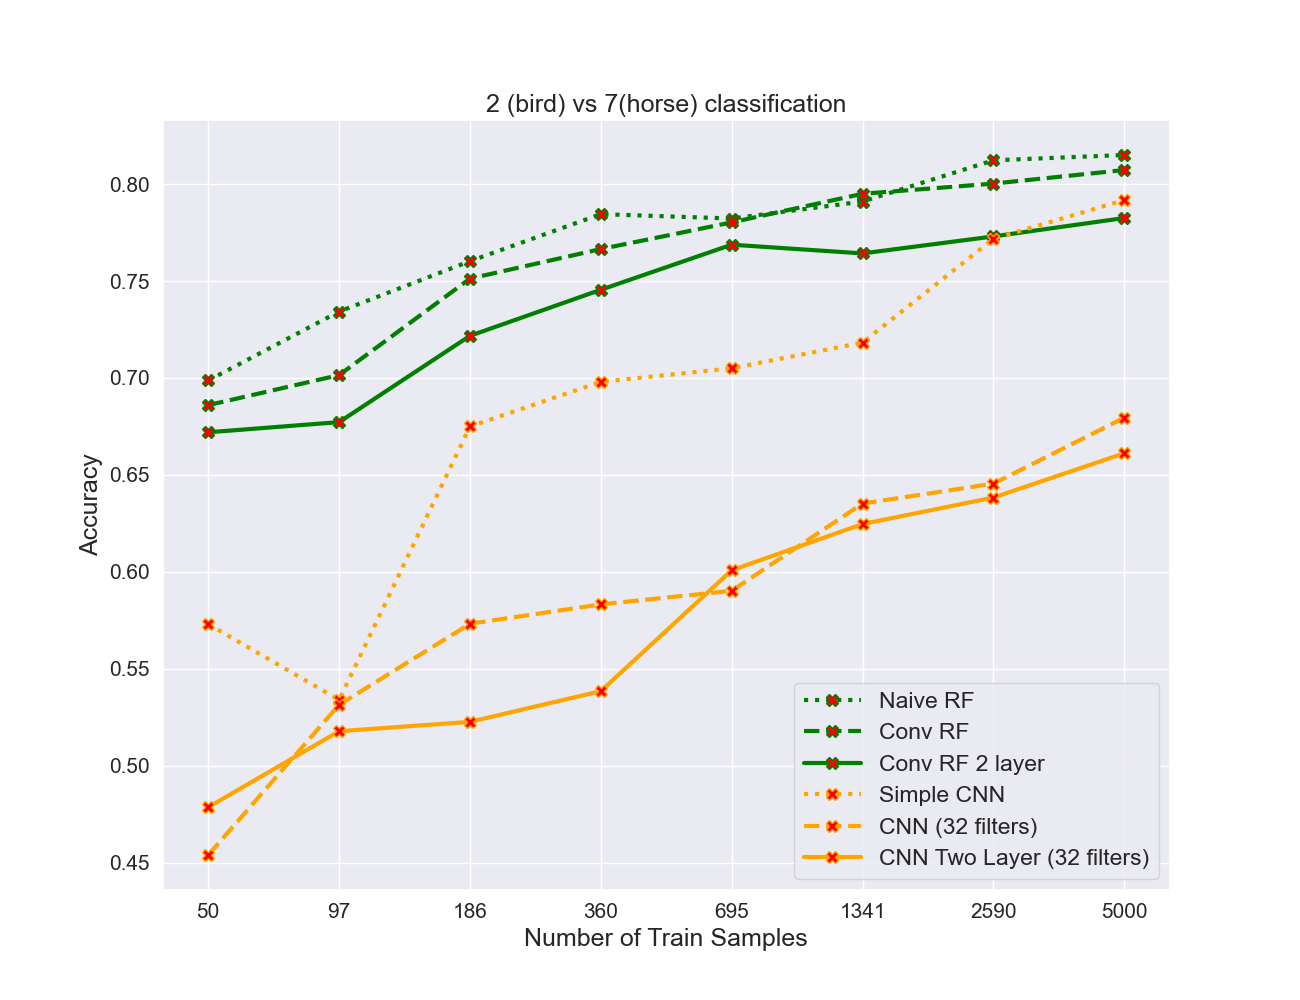 2 (bird) vs 7(horse) classification
Accuracy
0.80
0.75
0.70
0.65
0.60
0.55
0.50
0.45
Naive RF
Conv RF
Conv RF 2 layer
Simple CNN
CNN (32 filters)
CNN Two Layer (32 filters)
50 97 186 360 695 1341 2590 5000
Number of Train Samples